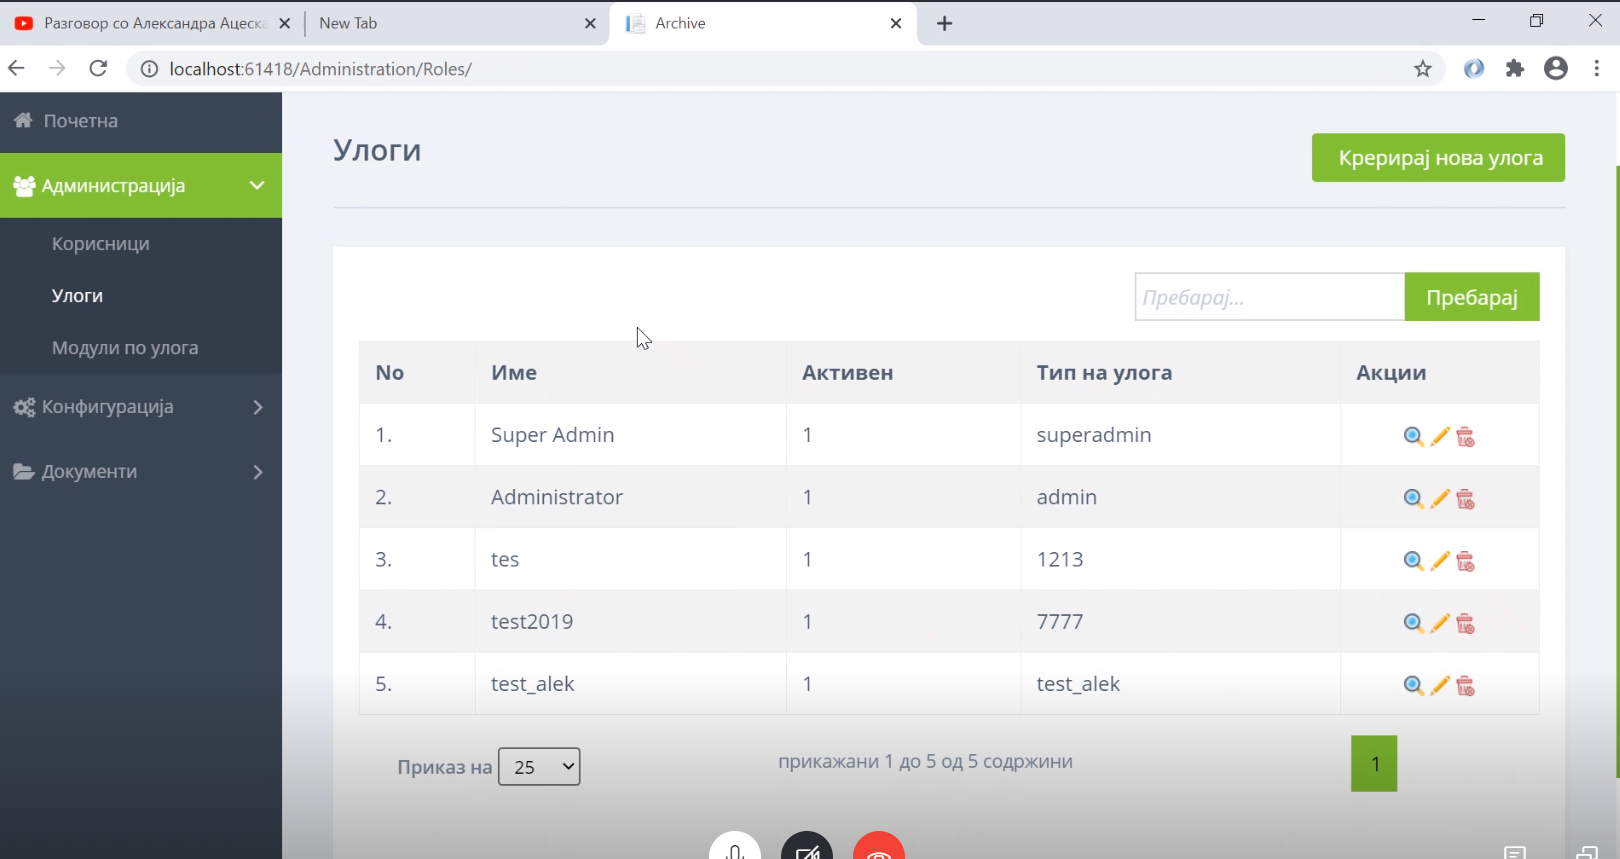 Разговор со Александра Ацеска
New Tab
Archive
localhost:61418/Administration/Roles/
Почетна
Администрација
Корисници
Улоги
Модули по улога
Конфигурација
Документи
Улоги
Крерирај нова улога
Пребарај...
Пребарај
No Име Активен Тип на улога Акции
1. Super Admin 1 superadmin
2. Administrator 1 admin
3. tes 1 1213
4. test2019 1 7777
5. test_alek 1 test_alek
Приказ на 25
прикажани 1 до 5 од 5 содржини
1